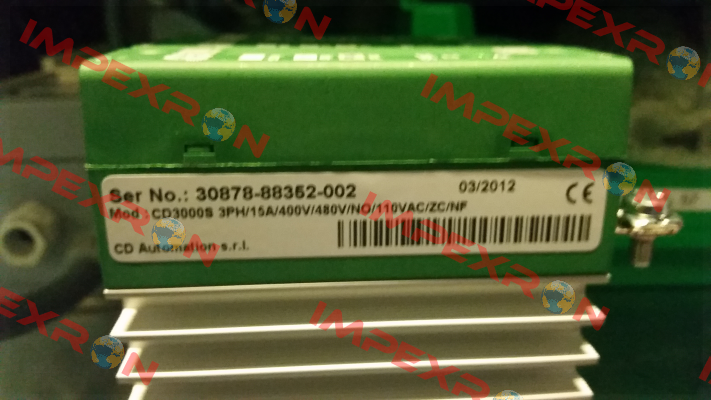 Ser No.: 30878-88352-002 03/2012 CE
Mod.: CD3000S 3PH/15A/400V/480V/NO/110VAC/ZC/NF
CD Automation s.r.l.
IMPEXRON
IMPEXRON
IMPEXRON
IMPEXRON
IMPEXRON
IMPEXRON